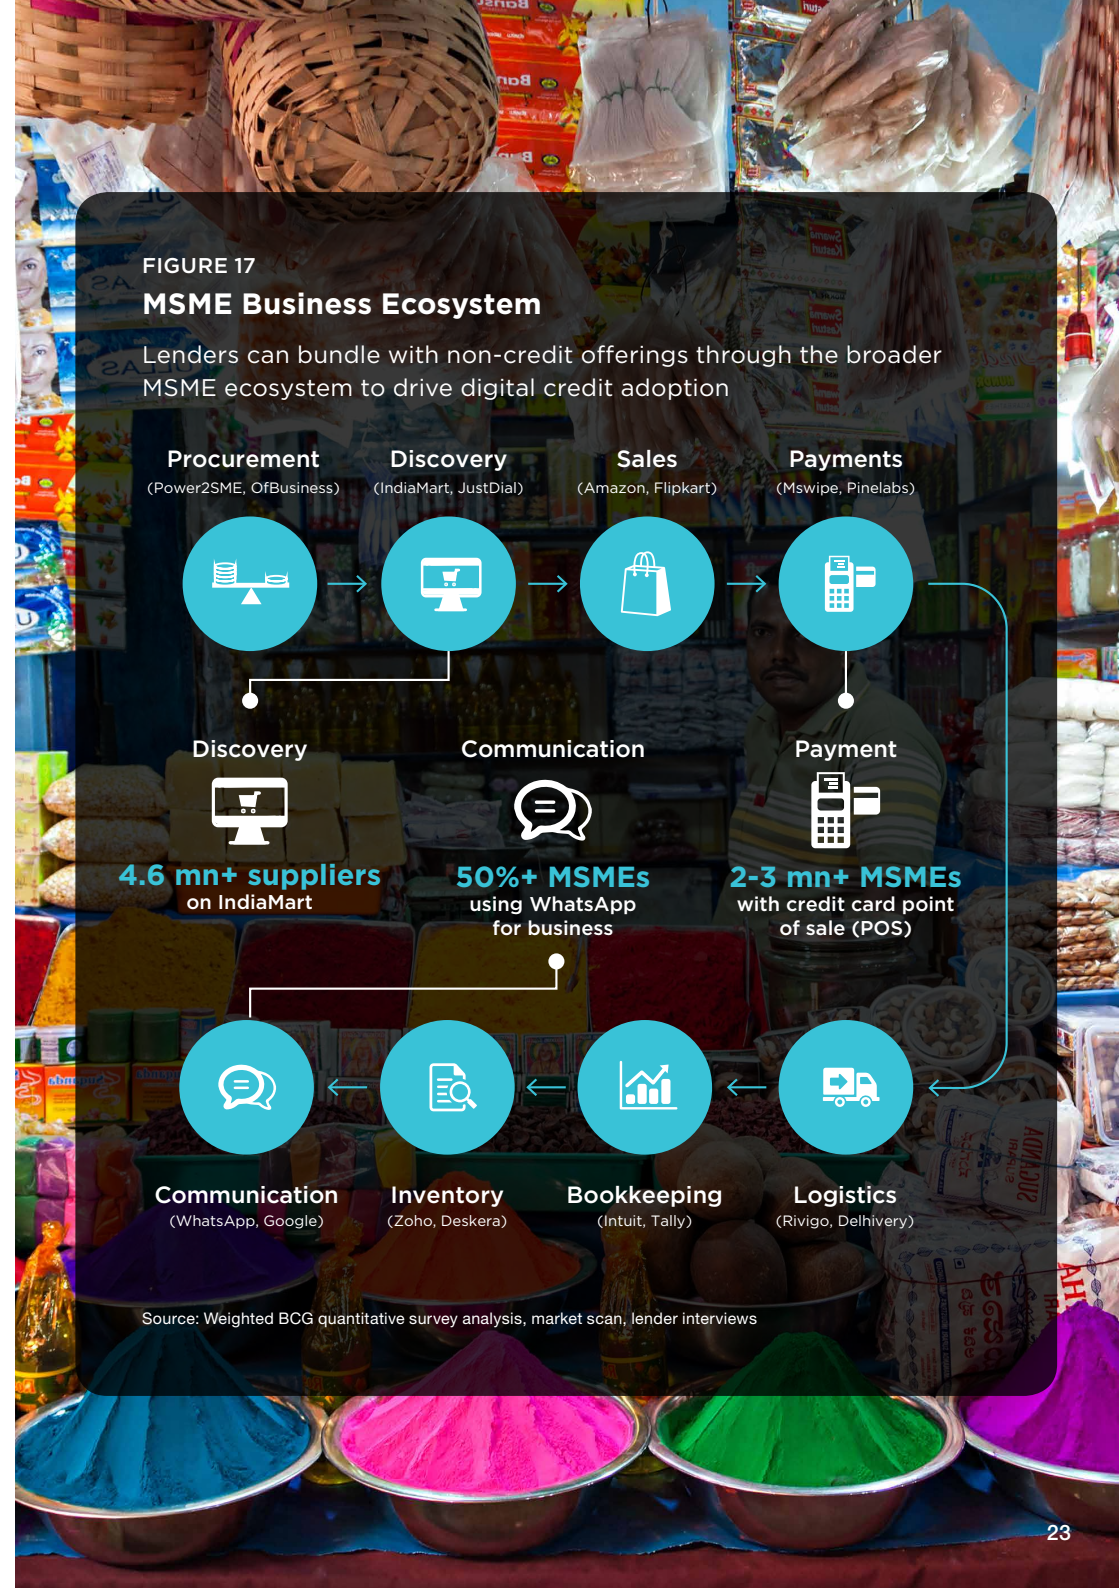 FIGURE 17
MSME Business Ecosystem
Lenders can bundle with non-credit offerings through the broader
MSME ecosystem to drive digital credit adoption
Procurement
(Power2SME, OfBusiness)
Discovery
(IndiaMart, JustDial)
Sales
(Amazon, Flipkart)
Payments
(Mswipe, Pinelabs)
Discovery
4.6 mn+ suppliers
on IndiaMart
Communication
50%+ MSMEs
using WhatsApp
for business
Payment
2-3 mn+ MSMEs
with credit card point
of sale (POS)
Communication
(WhatsApp, Google)
Inventory
(Zoho, Deskera)
Bookkeeping
(Intuit, Tally)
Logistics
(Rivigo, Delhivery)
Source: Weighted BCG quantitative survey analysis, market scan, lender interviews
23